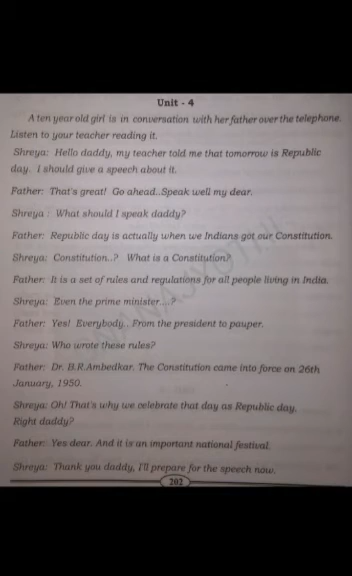 Unit - 4
A ten year old girl is in conversation with her father over the telephone.
Listen to your teacher reading it.
Shreya: Hello daddy, my teacher told me that tomorrow is Republic
day. I should give a speech about it.
Father: That's great! Go ahead..Speak well my dear.
Shreya : What should I speak daddy?
Father: Republic day is actually when we Indians got our Constitution.
Shreya: Constitution..? What is a Constitution?
Father: It is a set of rules and regulations for all people living in India.
Shreya: Even the prime minister....?
Father: Yes! Everybody.. From the president to pauper.
Shreya: Who wrote these rules?
Father: Dr. B.R.Ambedkar. The Constitution came into force on 26th
January, 1950.
Shreya: Oh! That's why we celebrate that day as Republic day.
Right daddy?
Father: Yes dear. And it is an important national festival.
Shreya: Thank you daddy, I'll prepare for the speech now.
202